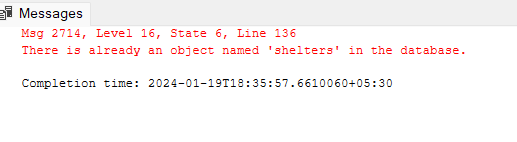 Messages
Msg 2714, Level 16, State 6, Line 136
There is already an object named 'shelters' in the database.
Completion time: 2024-01-19T18:35:57.6610060+05:30